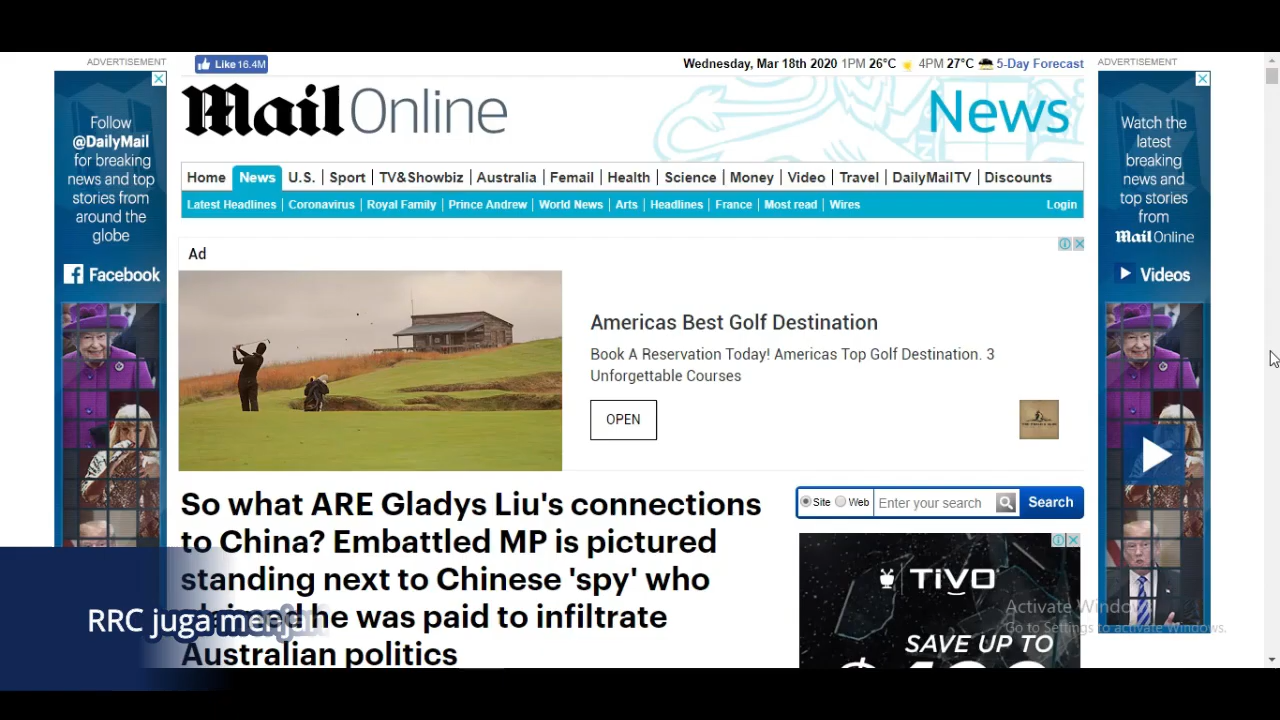 ADVERTISEMENT
Like 16.4M
Wednesday, Mar 18th 2020 1PM 26°C 4PM 27°C 5-Day Forecast
ADVERTISEMENT
Mail Online
News
Home News U.S. Sport TV&Showbiz Australia Femail Health Science Money Video Travel DailyMailTV Discounts
Latest Headlines Coronavirus Royal Family Prince Andrew World News Arts Headlines France Most read Wires Login
Follow
@DailyMail
for breaking
news and top
stories from
around the
globe
Facebook
Ad
Americas Best Golf Destination
Book A Reservation Today! Americas Top Golf Destination. 3
Unforgettable Courses
OPEN
Watch the
latest
breaking
news and
top stories
from
Mail Online
Videos
So what ARE Gladys Liu's connections
to China? Embattled MP is pictured
standing next to Chinese 'spy' who
he was paid to infiltrate
Australian politics
Site Web Enter your search Search
TiVo
SAVE UP TO
RRC juga menja
Activate Windo
Go to Settings to activate Windows.